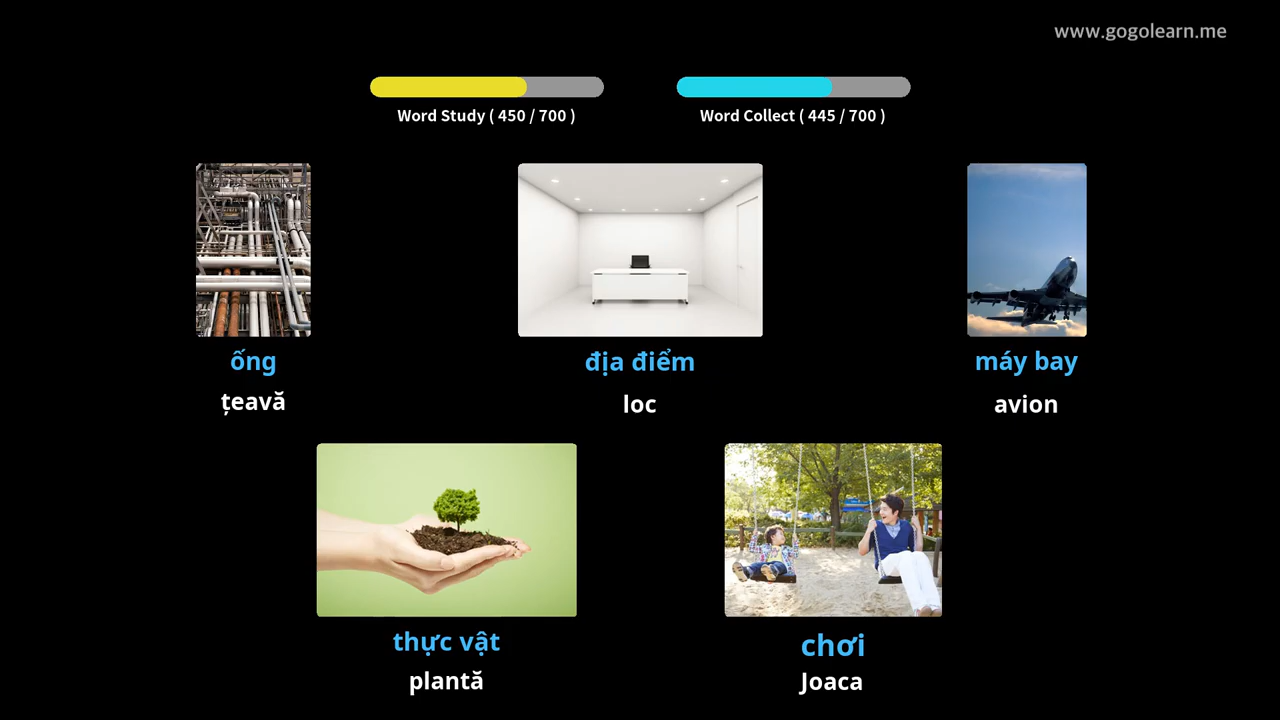 www.gogolearn.me
Word Study ( 450 / 700 )
Word Collect ( 445 / 700 )
ống
țeavă
địa điểm
loc
máy bay
avion
thực vật
plantă
chơi
Joaca